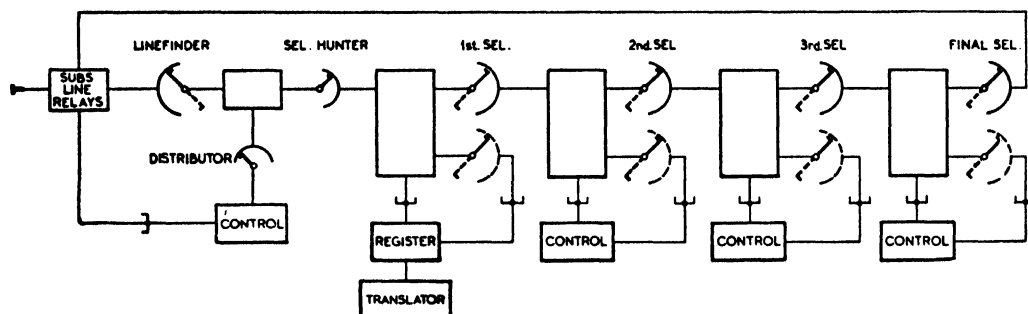 LINEFINDER
SEL. HUNTER
1st. SEL.
2nd. SEL
3rd. SEL
FINAL SEL.
SUBS
LINE
RELAYS
DISTRIBUTOR
CONTROL
REGISTER
CONTROL
CONTROL
CONTROL
TRANSLATOR